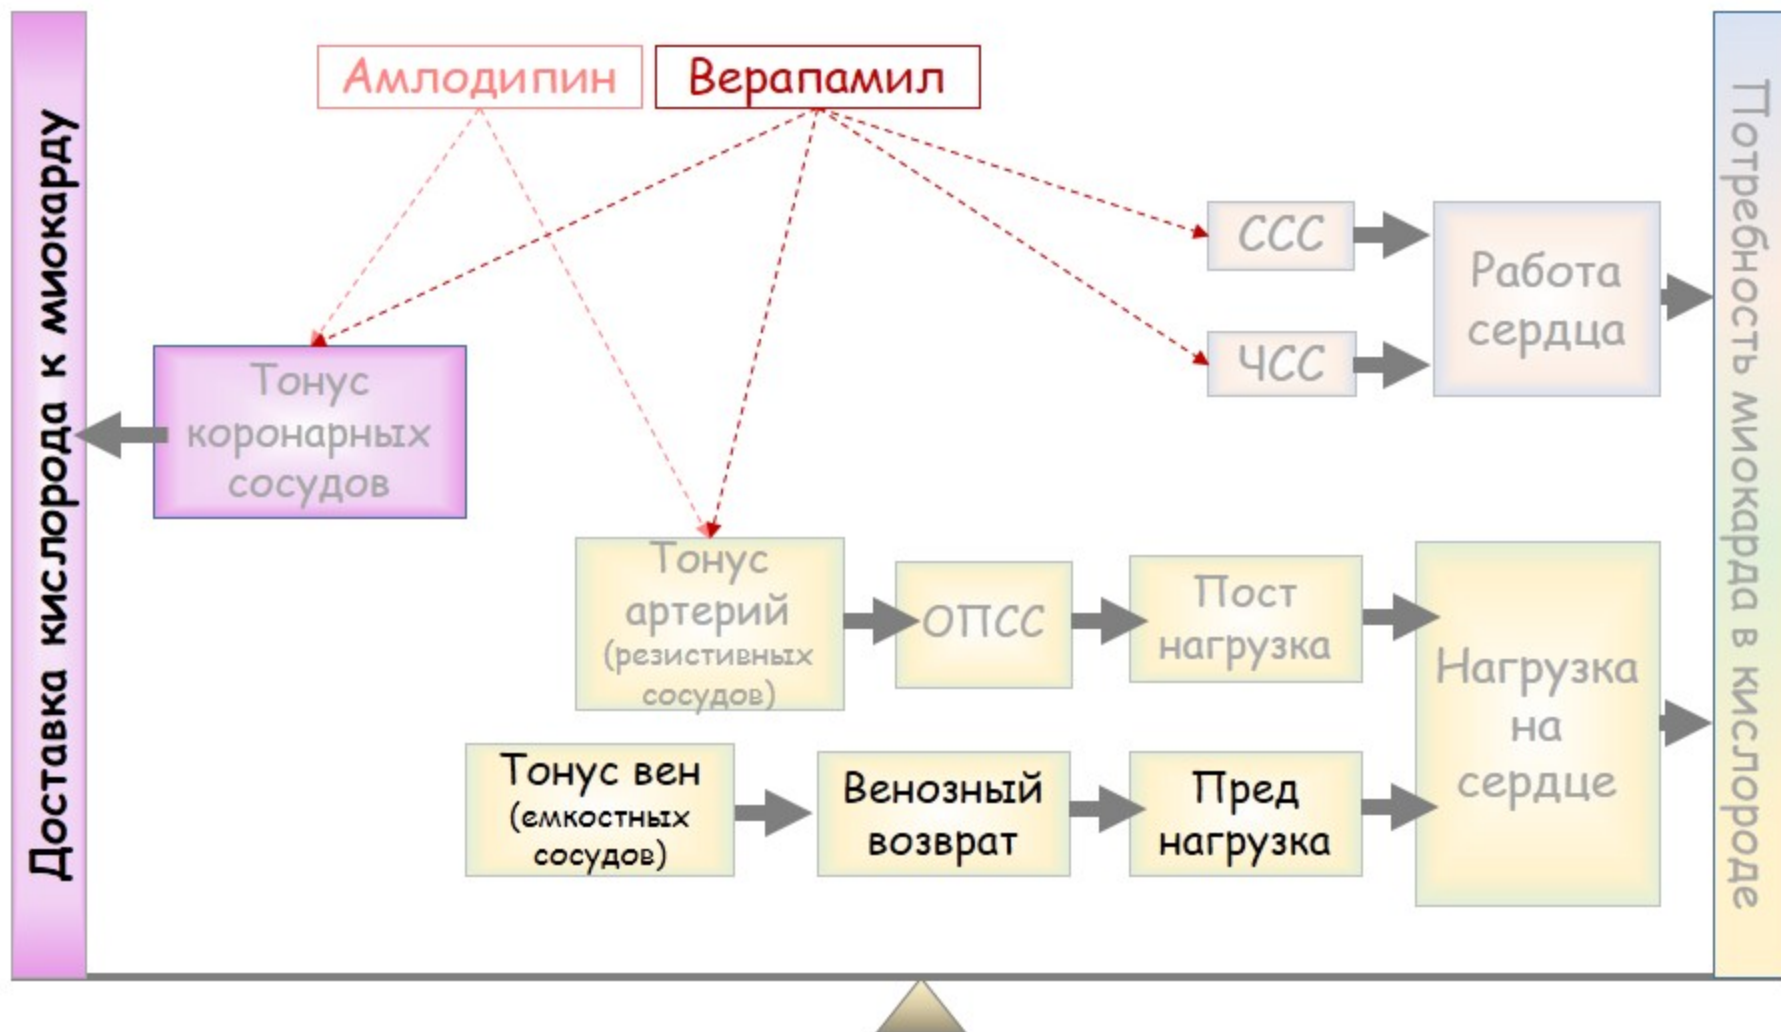 Доставка кислорода к миокарду
Амлодипин
Верапамил
ССС
ЧСС
Работа
сердца
Тонус
коронарных
сосудов
Тонус
артерий
(резистивных
сосудов)
ОПСС
Пост
нагрузка
Нагрузка
на
сердце
Тонус вен
(емкостных
сосудов)
Венозный
возврат
Пред
нагрузка
Потребность миокарда в кислороде